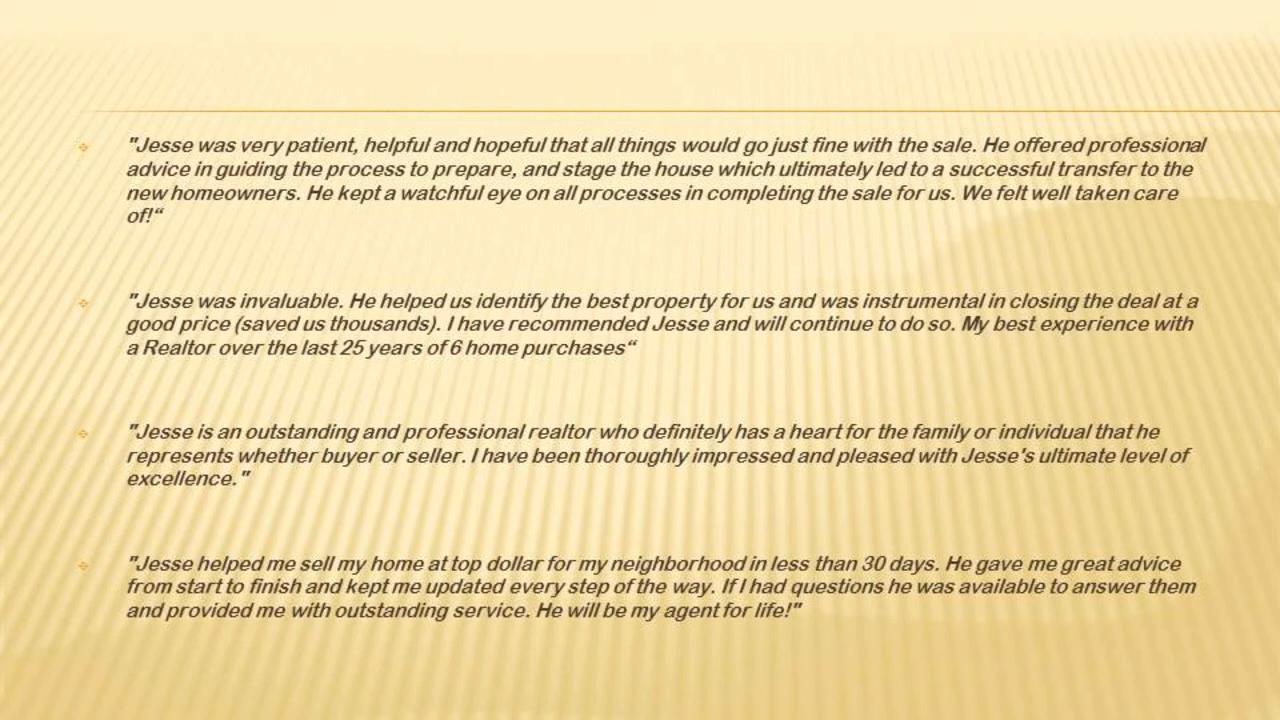 "Jesse was very patient, helpful and hopeful that all things would go just fine with the sale. He offered professional
advice in guiding the process to prepare, and stage the house which ultimately led to a successful transfer to the
new homeowners. He kept a watchful eye on all processes in completing the sale for us. We felt well taken care
of!“
"Jesse was invaluable. He helped us identify the best property for us and was instrumental in closing the deal at a
good price (saved us thousands). I have recommended Jesse and will continue to do so. My best experience with
a Realtor over the last 25 years of 6 home purchases“
"Jesse is an outstanding and professional realtor who definitely has a heart for the family or individual that he
represents whether buyer or seller. I have been thoroughly impressed and pleased with Jesse's ultimate level of
excellence."
"Jesse helped me sell my home at top dollar for my neighborhood in less than 30 days. He gave me great advice
from start to finish and kept me updated every step of the way. If I had questions he was available to answer them
and provided me with outstanding service. He will be my agent for life!"